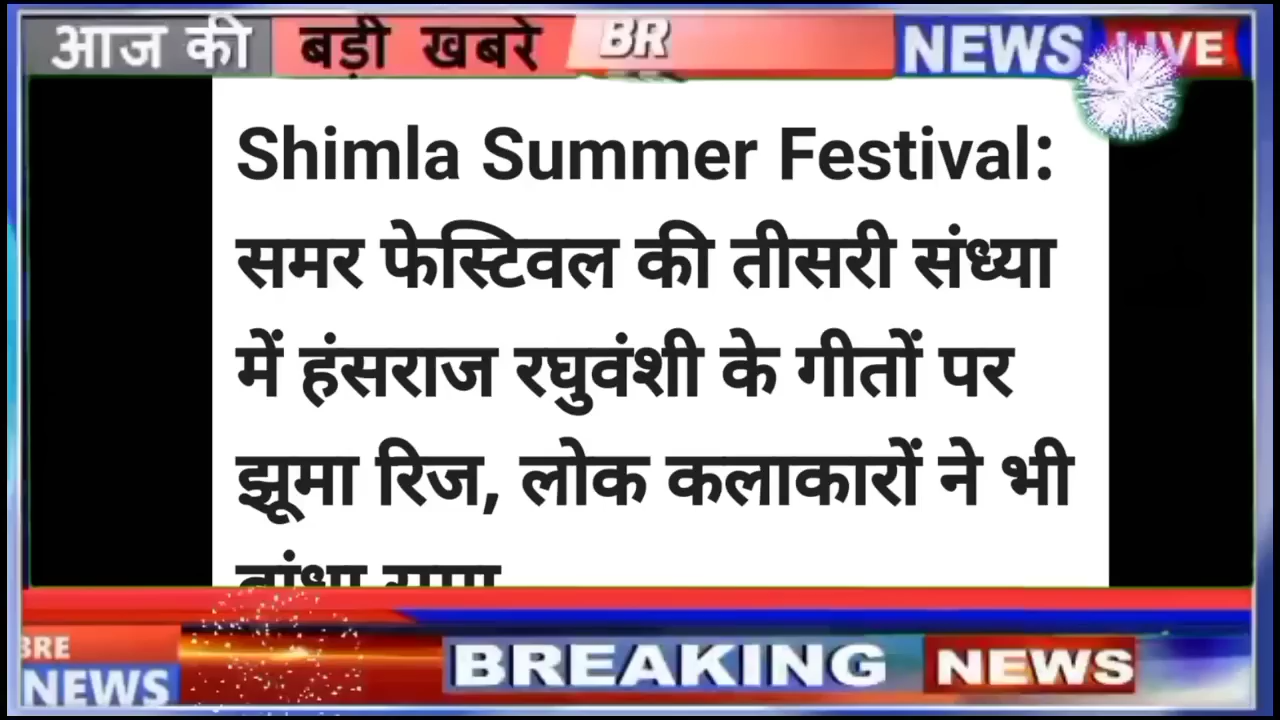 आज की बड़ी खबरे BR NEWS LIVE
Shimla Summer Festival:
समर फेस्टिवल की तीसरी संध्या
में हंसराज रघुवंशी के गीतों पर
झूमा रिज, लोक कलाकारों ने भी
BRE
NEWS
BREAKING NEWS